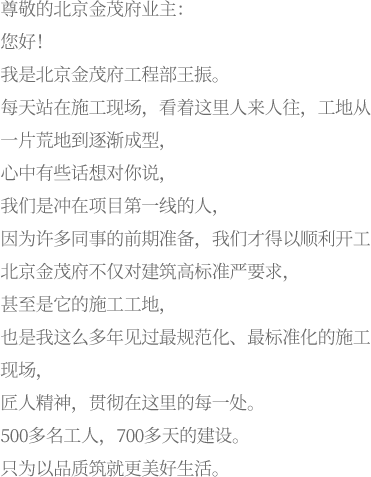 尊敬的北京金茂府业主：
您好！
我是北京金茂府工程部王振。
每天站在施工现场，看着这里人来人往，工地从
一片荒地到逐渐成型，
心中有些话想对你说，
我们是冲在项目第一线的人，
因为许多同事的前期准备，我们才得以顺利开工
北京金茂府不仅对建筑高标准严要求，
甚至是它的施工工地，
也是我这么多年见过最规范化、最标准化的施工
现场，
匠人精神，贯彻在这里的每一处。
500多名工人，700多天的建设。
只为以品质筑就更美好生活。